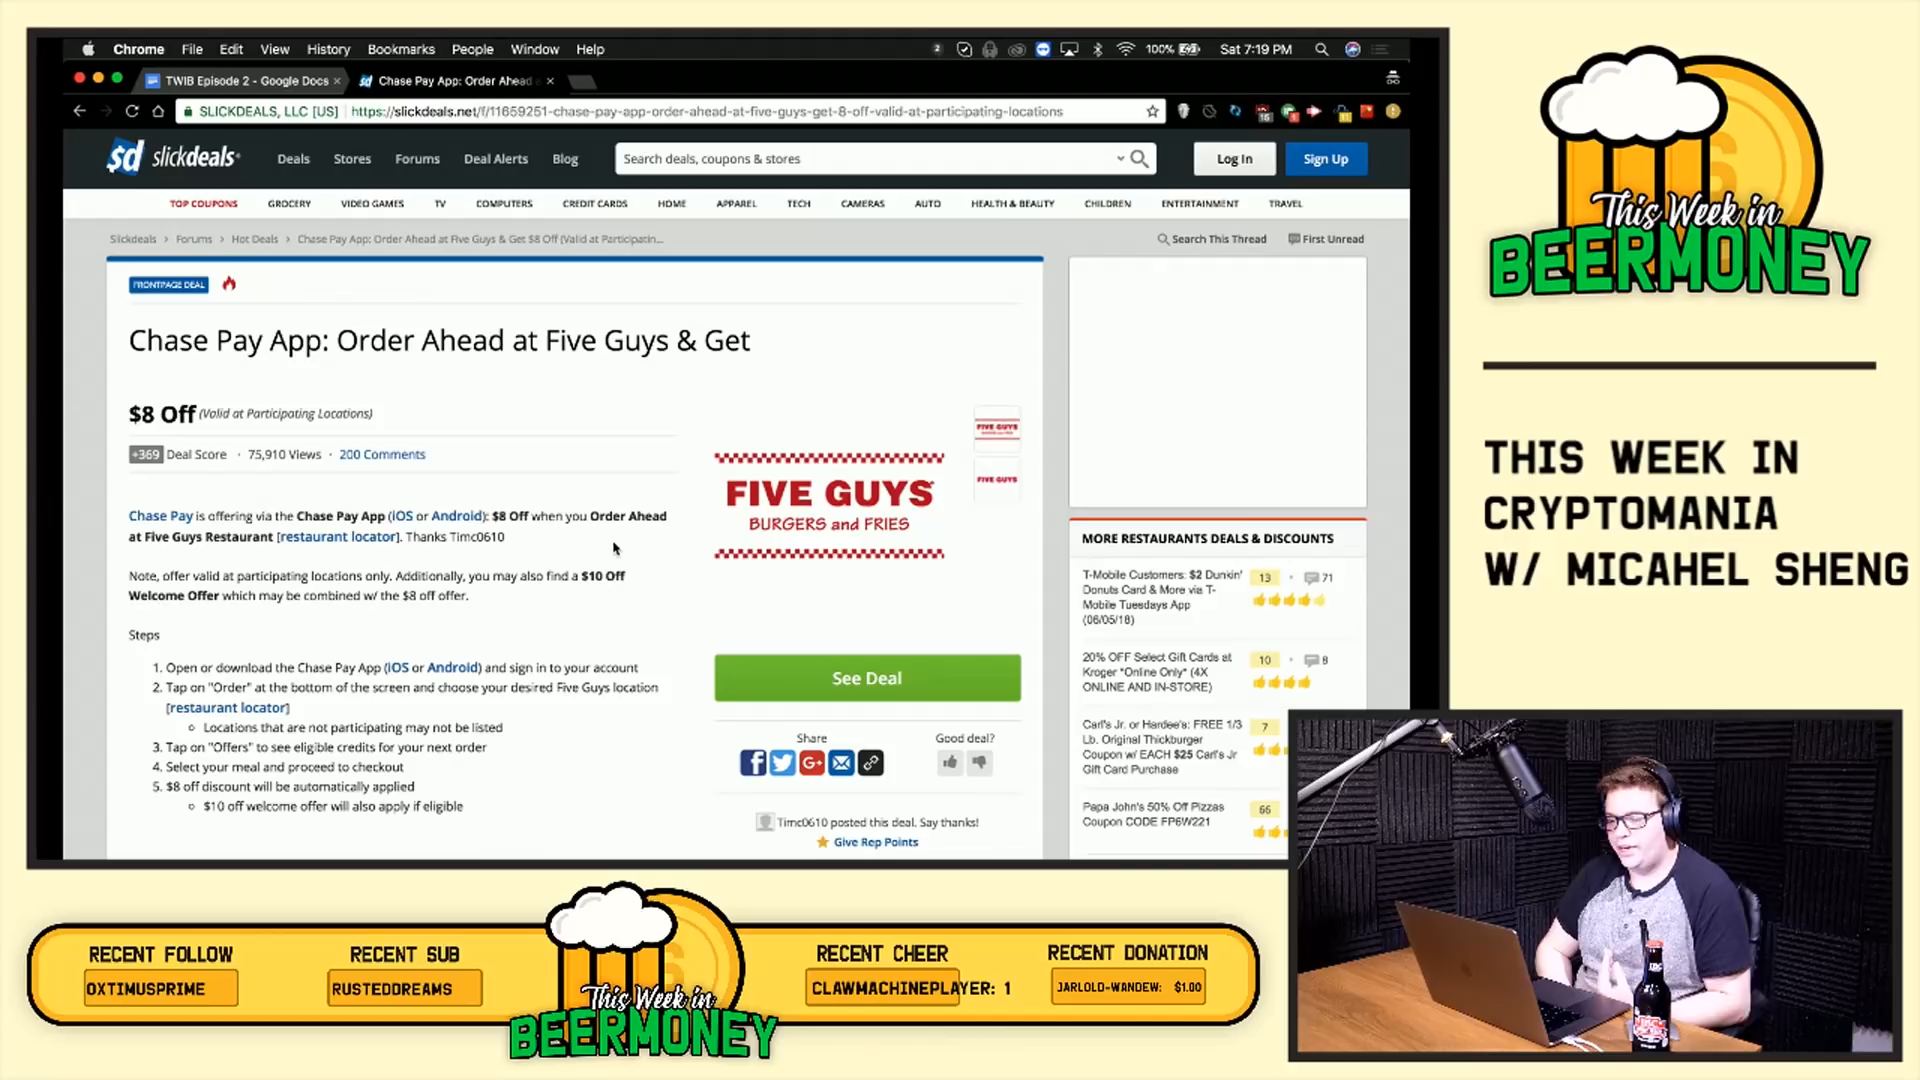 Chrome File Edit View History Bookmarks People Window Help
2 100% Sat 7:19 PM
TWIB Episode 2 - Google Docs × Chase Pay App: Order Ahead ×
SLICKDEALS, LLC [US] https://slickdeals.net/f/11659251-chase-pay-app-order-ahead-at-five-guys-get-8-off-valid-at-participating-locations
$d slickdeals Deals Stores Forums Deal Alerts Blog Search deals, coupons & stores Log In Sign Up
TOP COUPONS GROCERY VIDEO GAMES TV COMPUTERS CREDIT CARDS HOME APPAREL TECH CAMERAS AUTO HEALTH & BEAUTY CHILDREN ENTERTAINMENT TRAVEL
Slickdeals > Forums > Hot Deals > Chase Pay App: Order Ahead at Five Guys & Get $8 Off (Valid at Participatin...
Search This Thread First Unread
FRONTPAGE DEAL
Chase Pay App: Order Ahead at Five Guys & Get
$8 Off (Valid at Participating Locations)
+369 Deal Score · 75,910 Views · 200 Comments
Chase Pay is offering via the Chase Pay App (iOS or Android): $8 Off when you Order Ahead
at Five Guys Restaurant [restaurant locator]. Thanks Timc0610
Note, offer valid at participating locations only. Additionally, you may also find a $10 Off
Welcome Offer which may be combined w/ the $8 off offer.
Steps
1. Open or download the Chase Pay App (iOS or Android) and sign in to your account
2. Tap on "Order" at the bottom of the screen and choose your desired Five Guys location
[restaurant locator]
Locations that are not participating may not be listed
3. Tap on "Offers" to see eligible credits for your next order
4. Select your meal and proceed to checkout
5. $8 off discount will be automatically applied
$10 off welcome offer will also apply if eligible
FIVE GUYS
BURGERS and FRIES
FIVE GUYS
FIVE GUYS
See Deal
Share Good deal?
Timc0610 posted this deal. Say thanks!
Give Rep Points
MORE RESTAURANTS DEALS & DISCOUNTS
T-Mobile Customers: $2 Dunkin' 13 71
Donuts Card & More via T-
Mobile Tuesdays App
(06/05/18)
20% OFF Select Gift Cards at 10 8
Kroger *Online Only* (4X
ONLINE AND IN-STORE)
Carl's Jr. or Hardee's: FREE 1/3 7
Lb. Original Thickburger
Coupon w/ EACH $25 Carl's Jr
Gift Card Purchase
Papa John's 50% Off Pizzas 66
Coupon CODE FP6W221
This Week in
BEERMONEY
THIS WEEK IN
CRYPTOMANIA
W/ MICAHEL SHENG
RECENT FOLLOW
OXTIMUSPRIME
RECENT SUB
RUSTEDDREAMS
This Week in
BEERMONEY
RECENT CHEER
CLAWMACHINEPLAYER: 1
RECENT DONATION
JARLOLD-WANDEW: $1.00